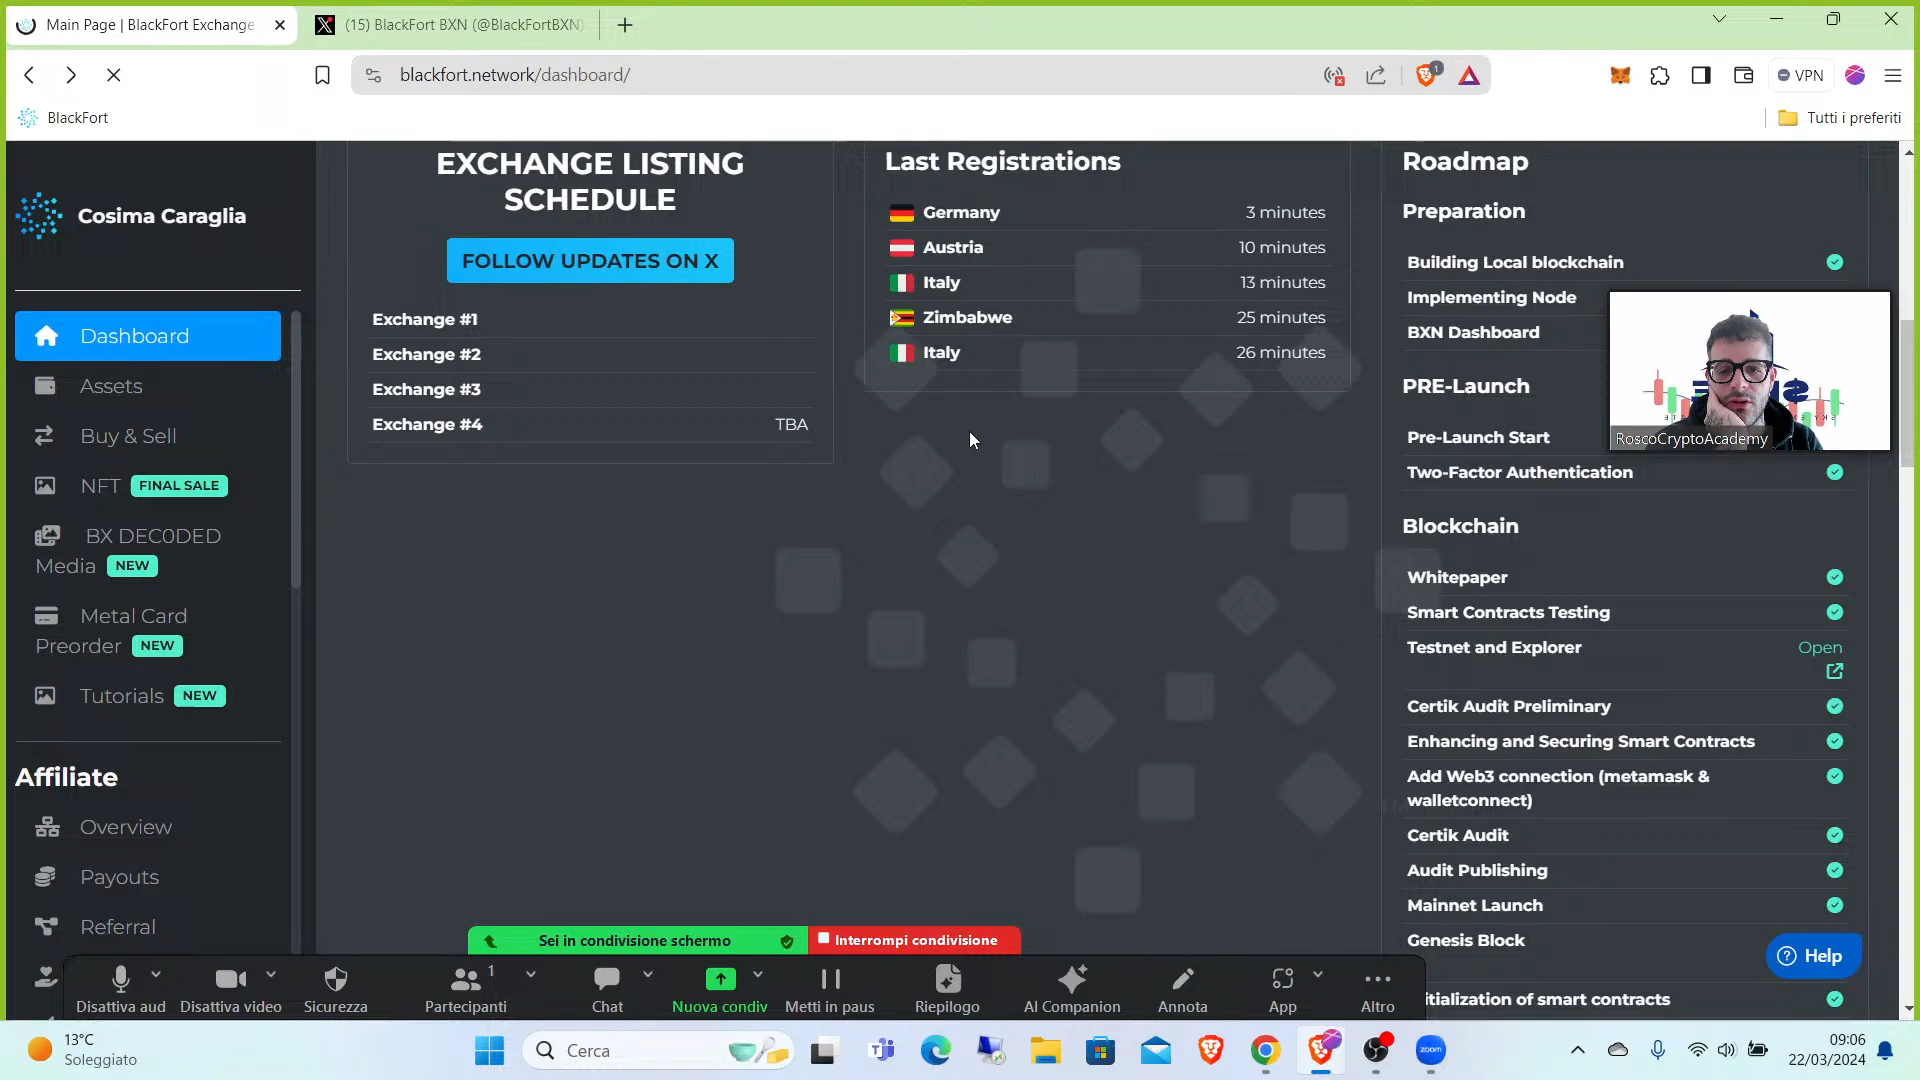 Main Page | BlackFort Exchange
(15) BlackFort BXN (@BlackFortBXN)
blackfort.network/dashboard/
1
VPN
BlackFort
Tutti i preferiti
Cosima Caraglia
Dashboard
Assets
Buy & Sell
NFT FINAL SALE
BX DEC0DED
Media NEW
Metal Card
Preorder NEW
Tutorials NEW
Affiliate
Overview
Payouts
Referral
EXCHANGE LISTING
SCHEDULE
FOLLOW UPDATES ON X
Exchange #1
Exchange #2
Exchange #3
Exchange #4 TBA
Last Registrations
Germany 3 minutes
Austria 10 minutes
Italy 13 minutes
Zimbabwe 25 minutes
Italy 26 minutes
Roadmap
Preparation
Building Local blockchain
Implementing Node
BXN Dashboard
PRE-Launch
Pre-Launch Start
Two-Factor Authentication
RoscoCryptoAcademy
Blockchain
Whitepaper
Smart Contracts Testing
Testnet and Explorer Open
Certik Audit Preliminary
Enhancing and Securing Smart Contracts
Add Web3 connection (metamask &
walletconnect)
Certik Audit
Audit Publishing
Mainnet Launch
Genesis Block
itialization of smart contracts
Help
Sei in condivisione schermo
Interrompi condivisione
Disattiva aud
Disattiva video
Sicurezza
Partecipanti 1
Chat
Nuova condiv
Metti in paus
Riepilogo
AI Companion
Annota
App
Altro
13°C
Soleggiato
Cerca
zoom
09:06
22/03/2024